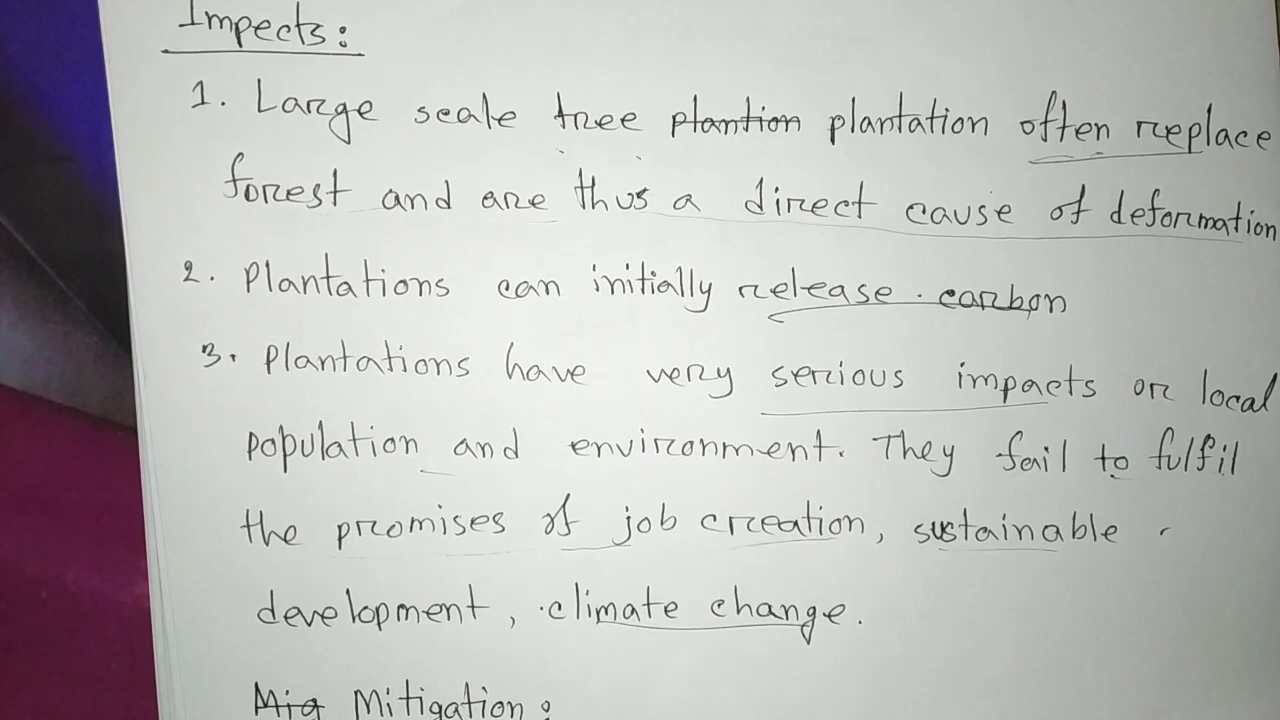 Impects:
1. Large scale tree plantion plantation often replace
forest and are thus a direct cause of deformation
2. Plantations can initially release carbon
3. Plantations have very serious impacts or local
population and environment. They fail to fulfil
the promises of job creation, sustainable
development, climate change.
Mig Mitigation: